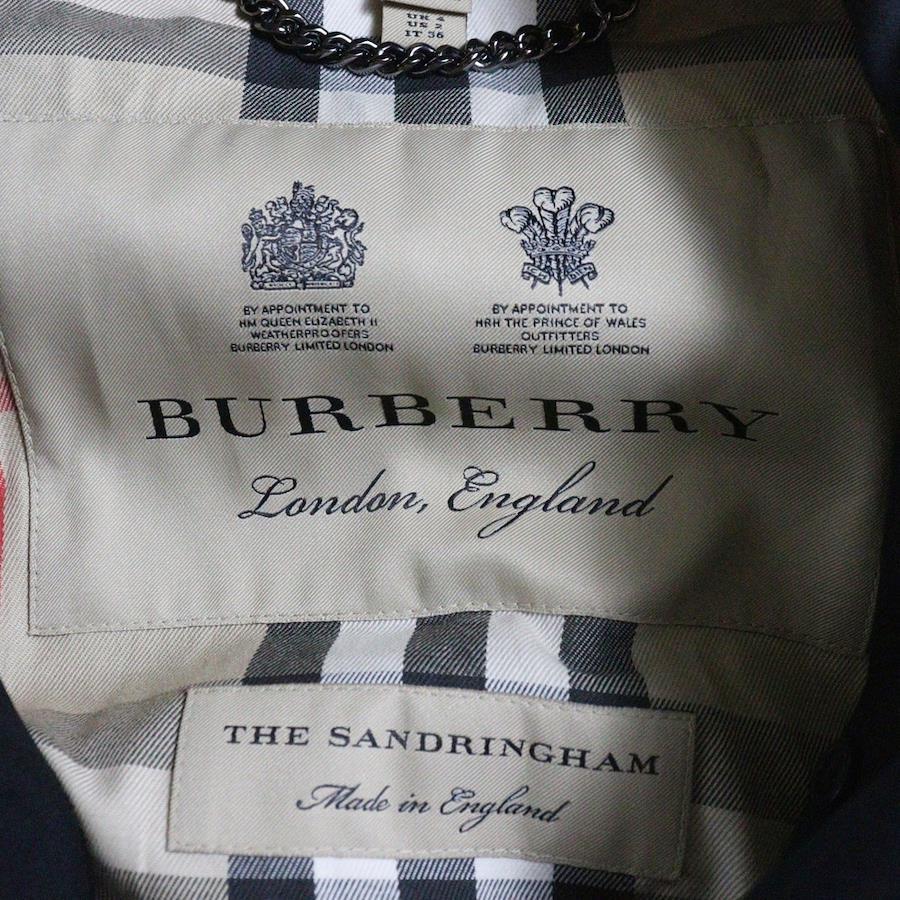 UK 4
US 2
IT 36
BY APPOINTMENT TO
HM QUEEN ELIZABETH II
WEATHERPROOFERS
BURBERRY LIMITED LONDON
BY APPOINTMENT TO
HRH THE PRINCE OF WALES
OUTFITTERS
BURBERRY LIMITED LONDON
BURBERRY
London, England
THE SANDRINGHAM
Made in England